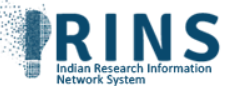 IRINS
Indian Research Information
Network System